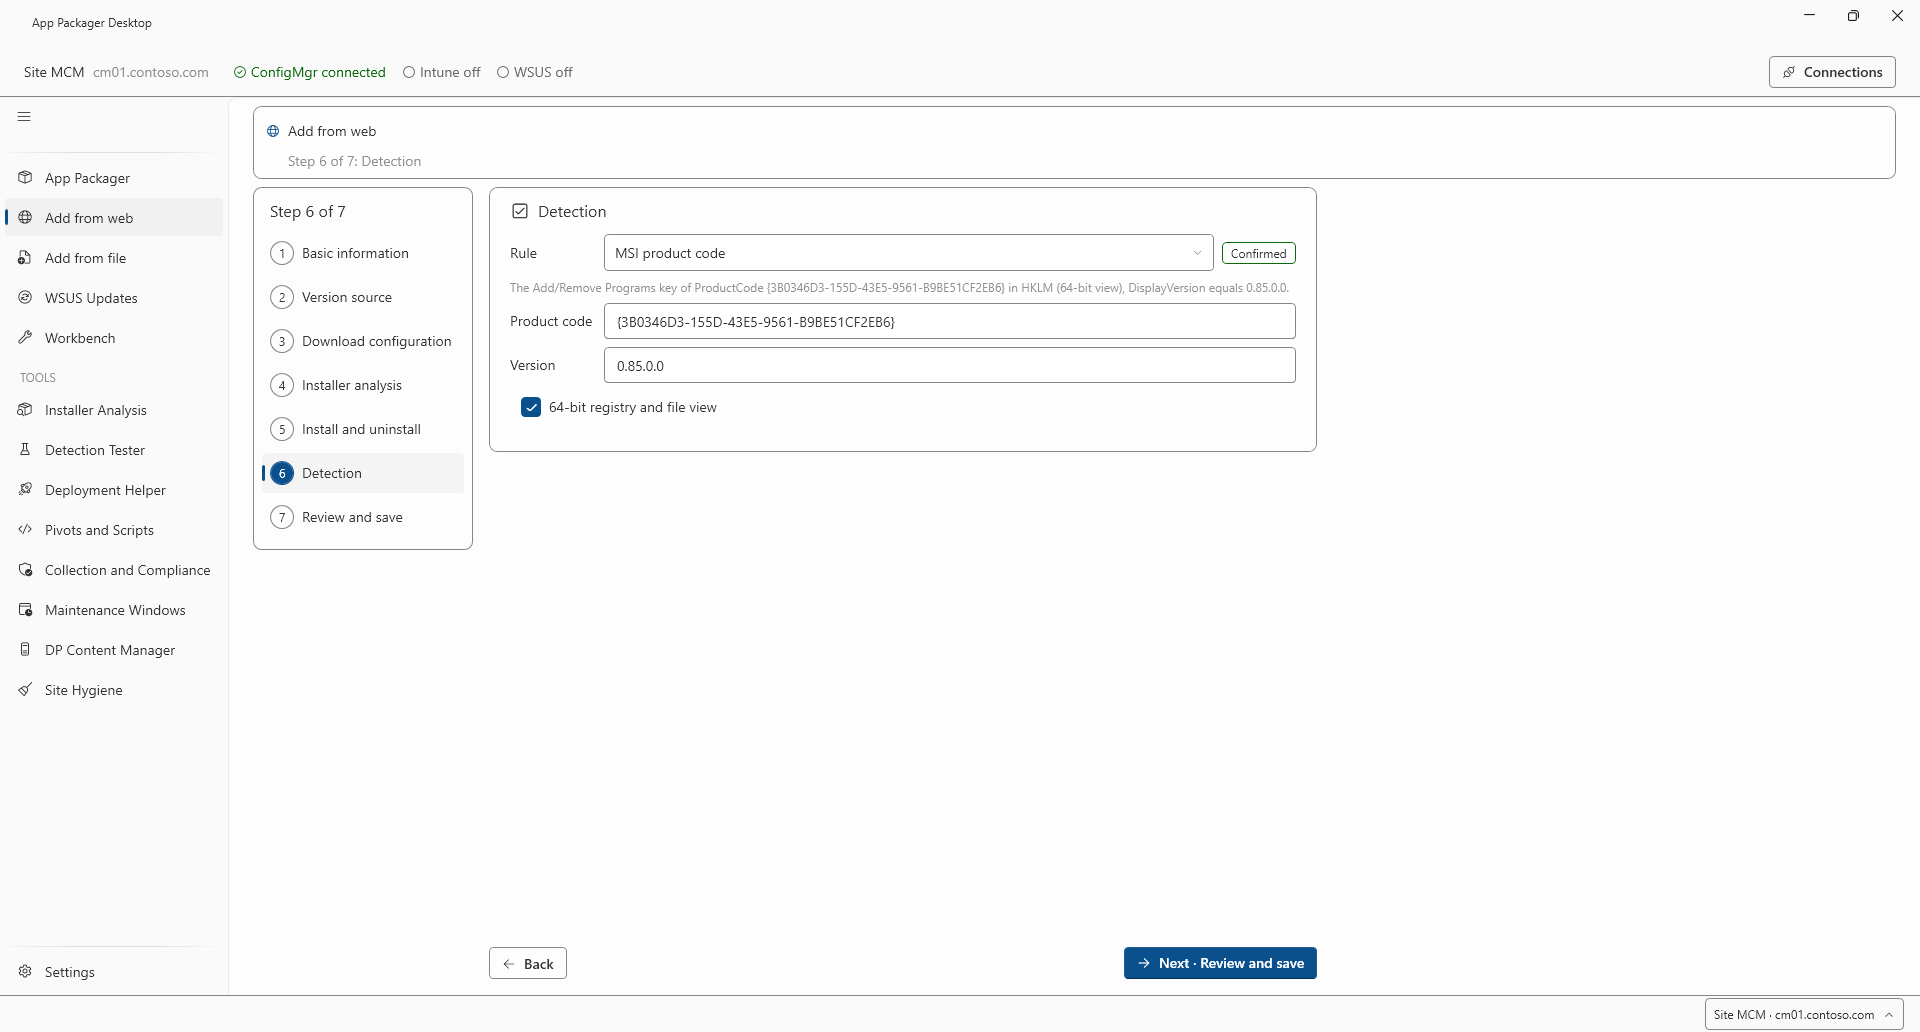 App Packager Desktop
Site MCM cm01.contoso.com ConfigMgr connected Intune off WSUS off
Connections
App Packager
Add from web
Add from file
WSUS Updates
Workbench
TOOLS
Installer Analysis
Detection Tester
Deployment Helper
Pivots and Scripts
Collection and Compliance
Maintenance Windows
DP Content Manager
Site Hygiene
Settings
Add from web
Step 6 of 7: Detection
Step 6 of 7
1 Basic information
2 Version source
3 Download configuration
4 Installer analysis
5 Install and uninstall
6 Detection
7 Review and save
Detection
Rule MSI product code Confirmed
The Add/Remove Programs key of ProductCode {3B0346D3-155D-43E5-9561-B9BE51CF2EB6} in HKLM (64-bit view), DisplayVersion equals 0.85.0.0.
Product code {3B0346D3-155D-43E5-9561-B9BE51CF2EB6}
Version 0.85.0.0
64-bit registry and file view
Back
Next · Review and save
Site MCM · cm01.contoso.com